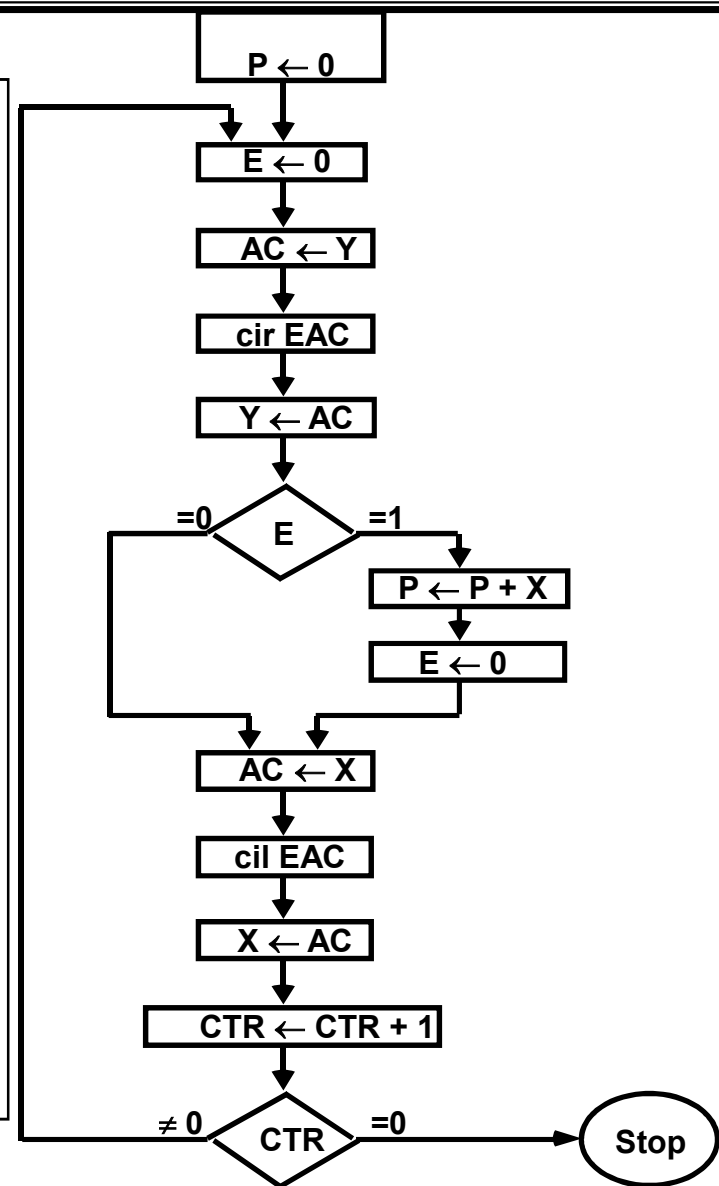 P ← 0
E ← 0
AC ← Y
cir EAC
Y ← AC
=0
E
=1
P ← P + X
E ← 0
AC ← X
cil EAC
X ← AC
CTR ← CTR + 1
≠ 0
CTR
=0
Stop